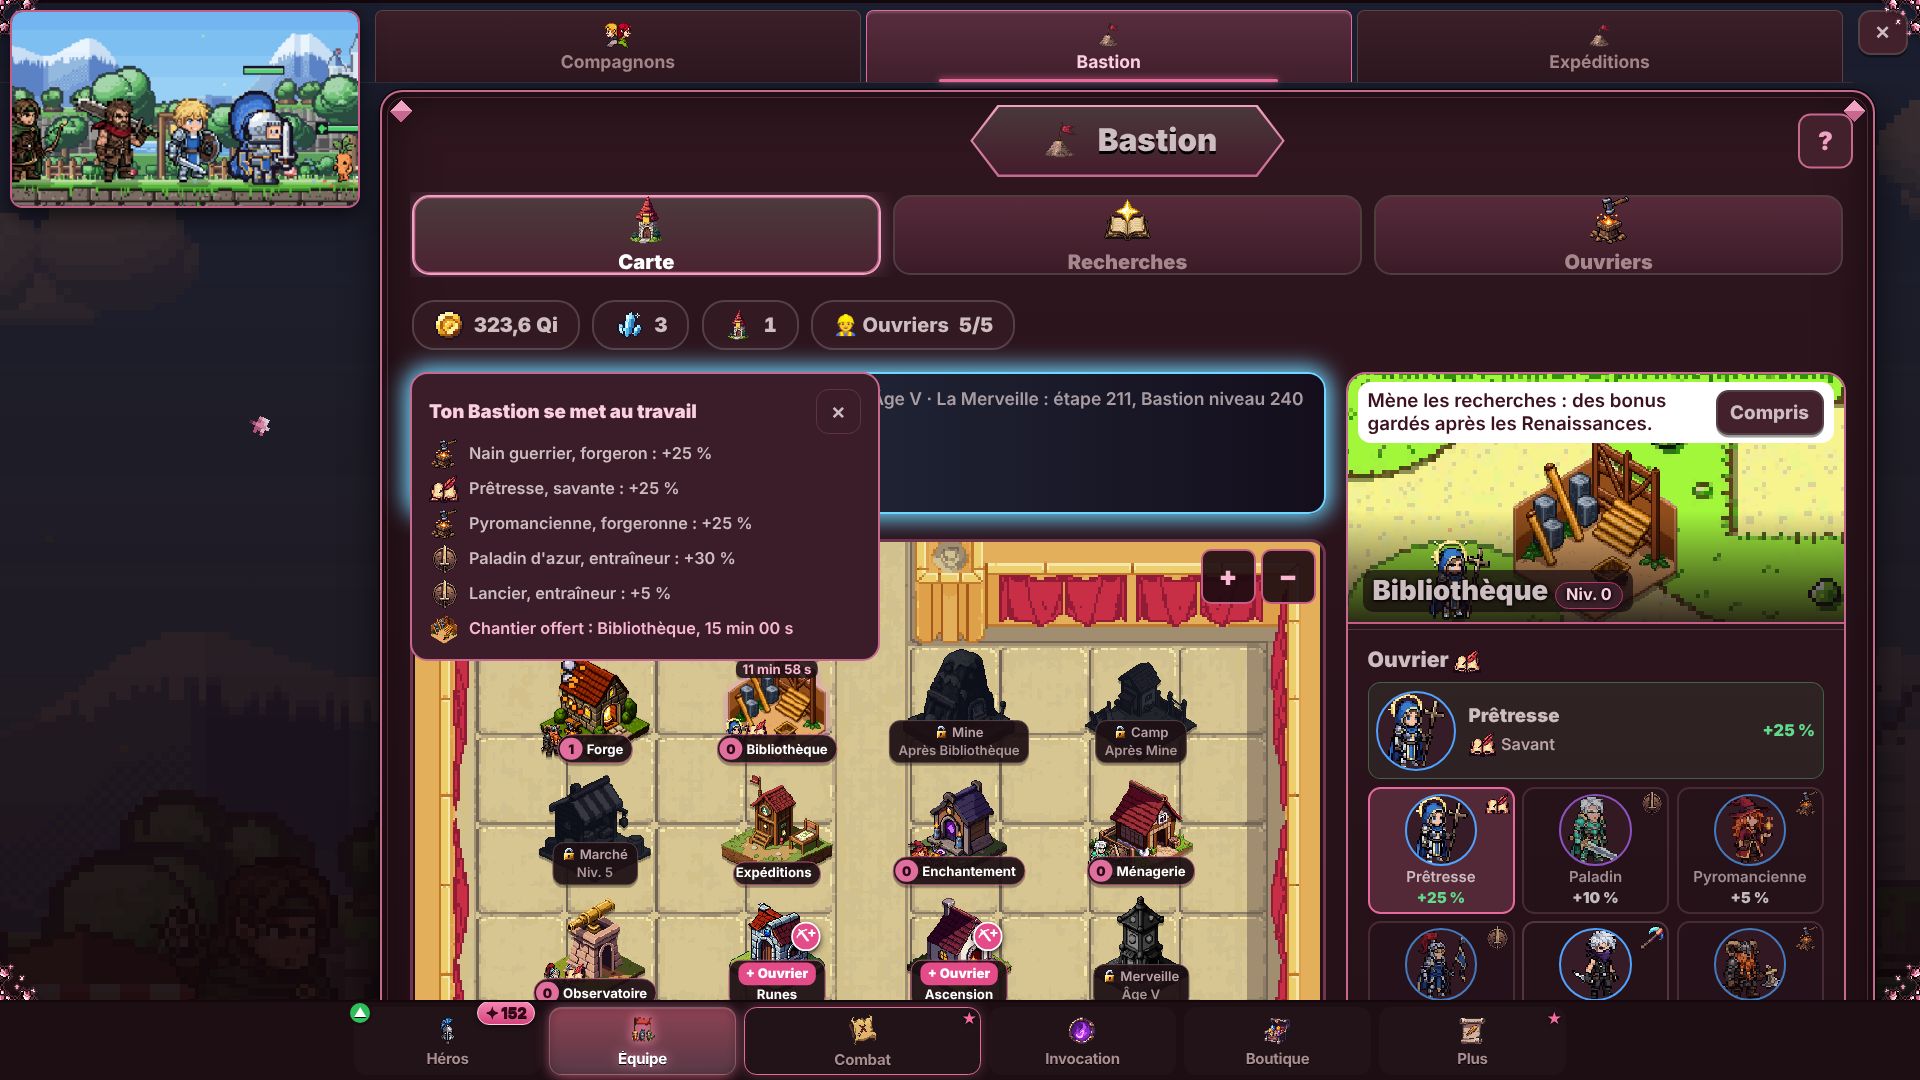 Compagnons
Bastion
Expéditions
Bastion
?
Carte
Recherches
Ouvriers
323,6 Qi
3
1
Ouvriers 5/5
Ton Bastion se met au travail
Nain guerrier, forgeron : +25 %
Prêtresse, savante : +25 %
Pyromancienne, forgeronne : +25 %
Paladin d'azur, entraîneur : +30 %
Lancier, entraîneur : +5 %
Chantier offert : Bibliothèque, 15 min 00 s
Âge V · La Merveille : étape 211, Bastion niveau 240
+
−
11 min 58 s
1 Forge
0 Bibliothèque
Mine
Après Bibliothèque
Camp
Après Mine
Marché
Niv. 5
Expéditions
0 Enchantement
0 Ménagerie
0 Observatoire
+ Ouvrier
Runes
+ Ouvrier
Ascension
Merveille
Âge V
Mène les recherches : des bonus
gardés après les Renaissances.
Compris
Bibliothèque
Niv. 0
Ouvrier
Prêtresse
Savant
+25 %
Prêtresse
+25 %
Paladin
+10 %
Pyromancienne
+5 %
152
Héros
Équipe
Combat
Invocation
Boutique
Plus